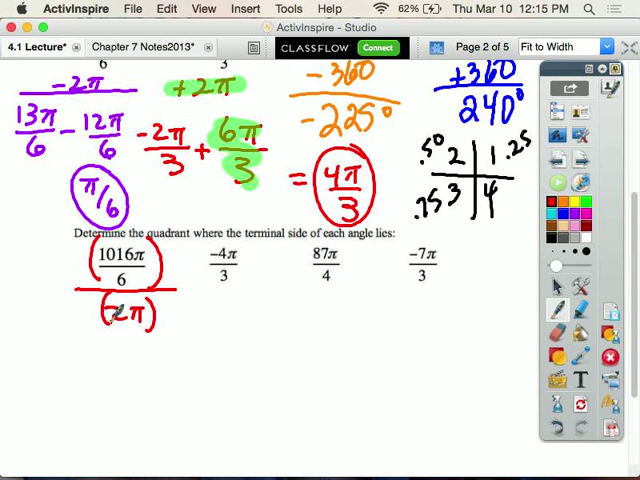 ActivInspire File Edit View Insert Tools Help 62% Mon 12:15 PM
ActivInspire - Studio
4.1 Lecture* Chapter 7 Notes2013* CLASSFLOW Connect Page 2 of 5 Fit to Width
6 3
-2π +2π -360 +360
13π/6 - 12π/6 -2π/3 + 6π/3 -225° 240°
π/6 = 4π/3
.50 2 1 .25
.75 3 4
Determine the quadrant where the terminal side of each angle lies:
(1016π/6) -4π/3 87π/4 -7π/3
(2π)
T